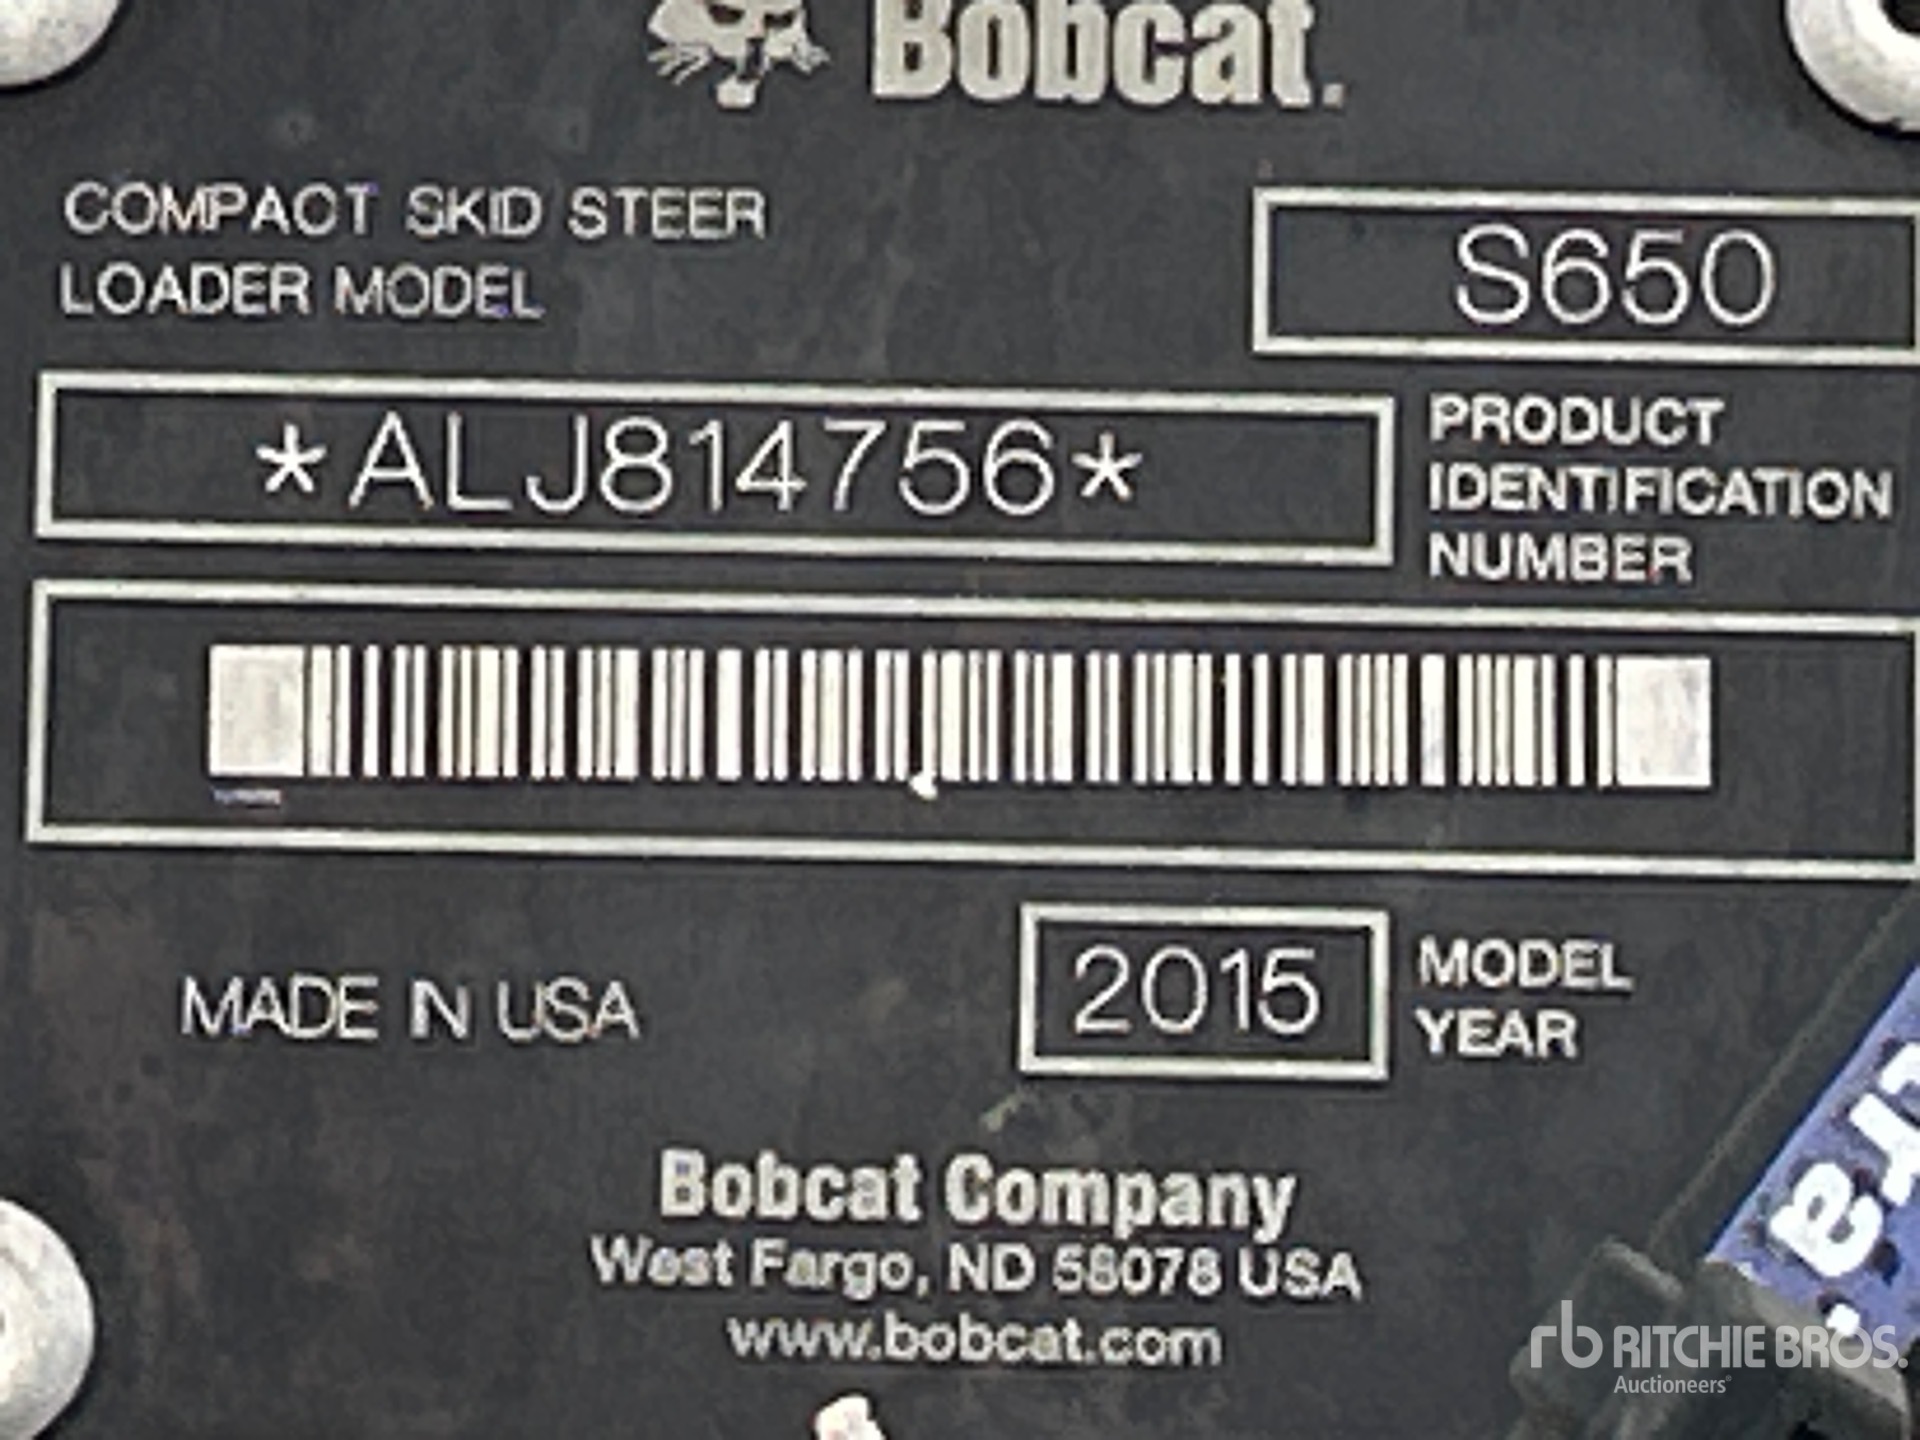 Bobcat.
COMPACT SKID STEER
LOADER MODEL
S650
*ALJ814756*
PRODUCT
IDENTIFICATION
NUMBER
MADE IN USA
2015
MODEL
YEAR
Bobcat Company
West Fargo, ND 58078 USA
www.bobcat.com
rb RITCHIE BROS.
Auctioneers